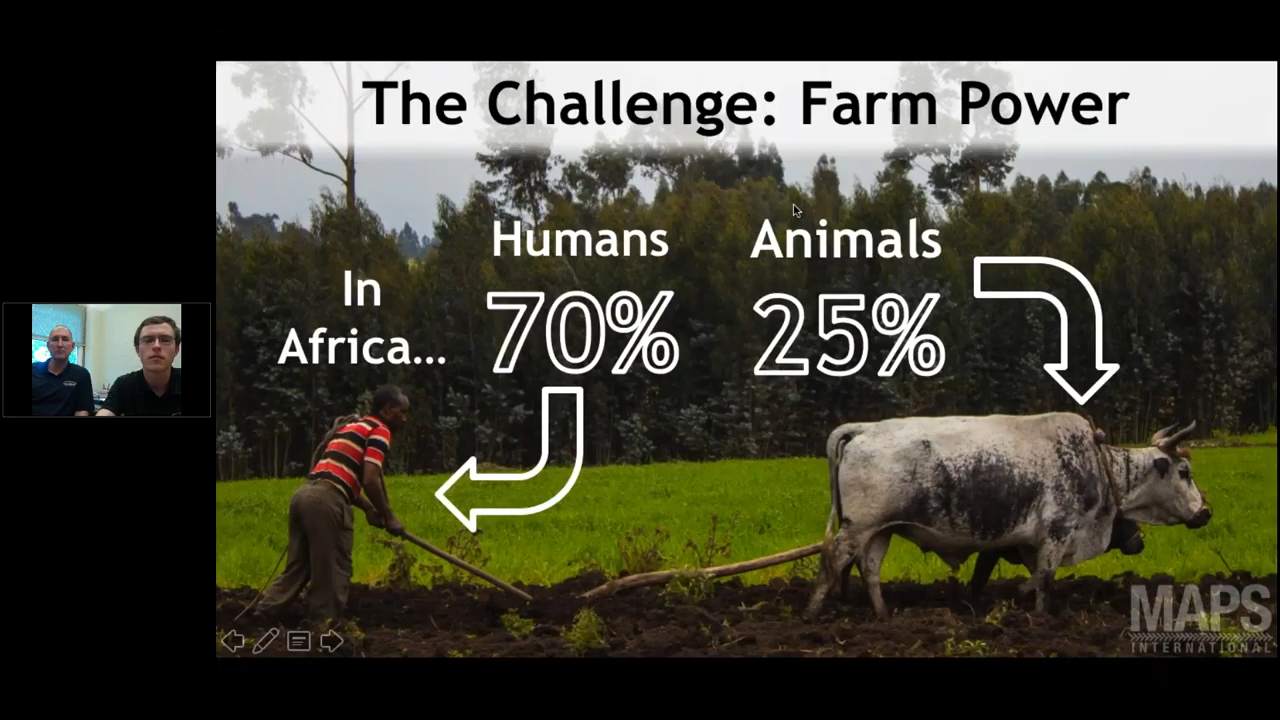 The Challenge: Farm Power
Humans
Animals
In
Africa...
70%
25%
MAPS
INTERNATIONAL